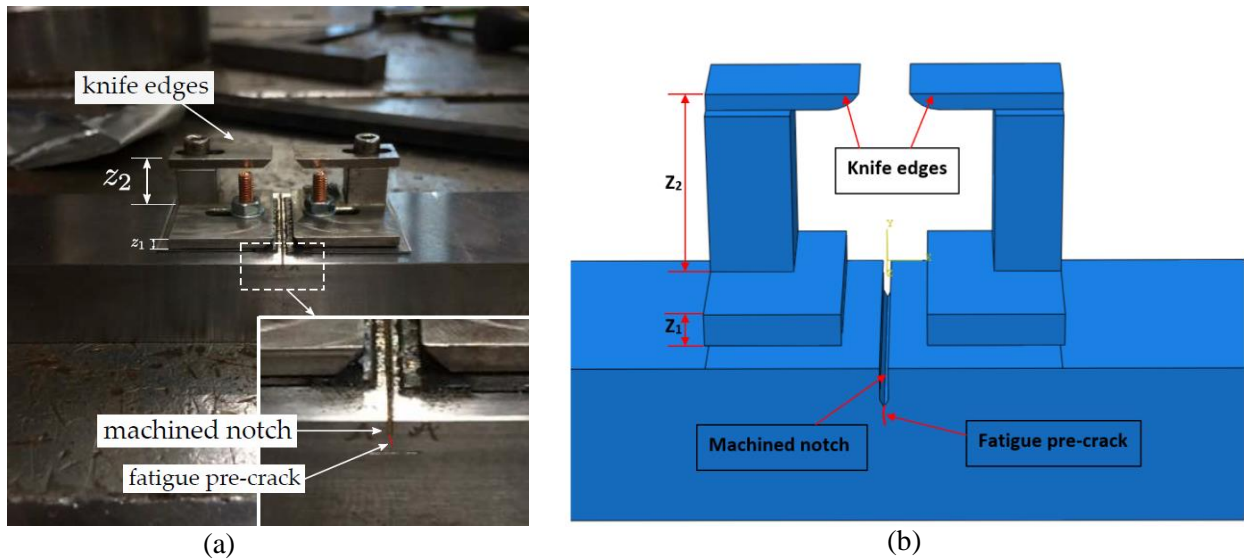 knife edges
z₂
z₁
machined notch
fatigue pre-crack
(a)
Z₂
Knife edges
Y
Z₁
Machined notch
Fatigue pre-crack
(b)